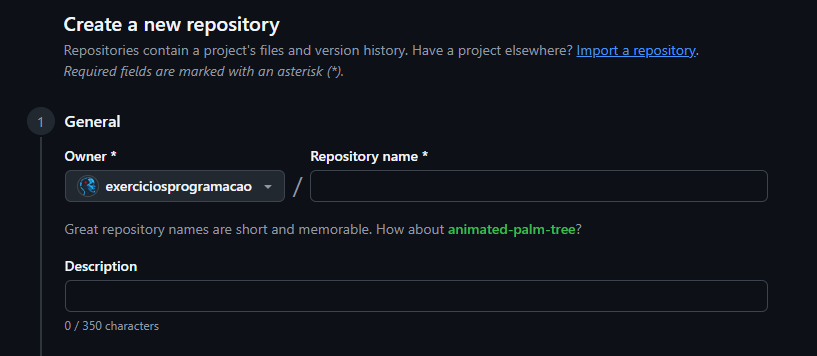 Create a new repository
Repositories contain a project's files and version history. Have a project elsewhere? Import a repository.
Required fields are marked with an asterisk (*).
1 General
Owner * Repository name *
exerciciosprogramacao /
Great repository names are short and memorable. How about animated-palm-tree?
Description
0 / 350 characters